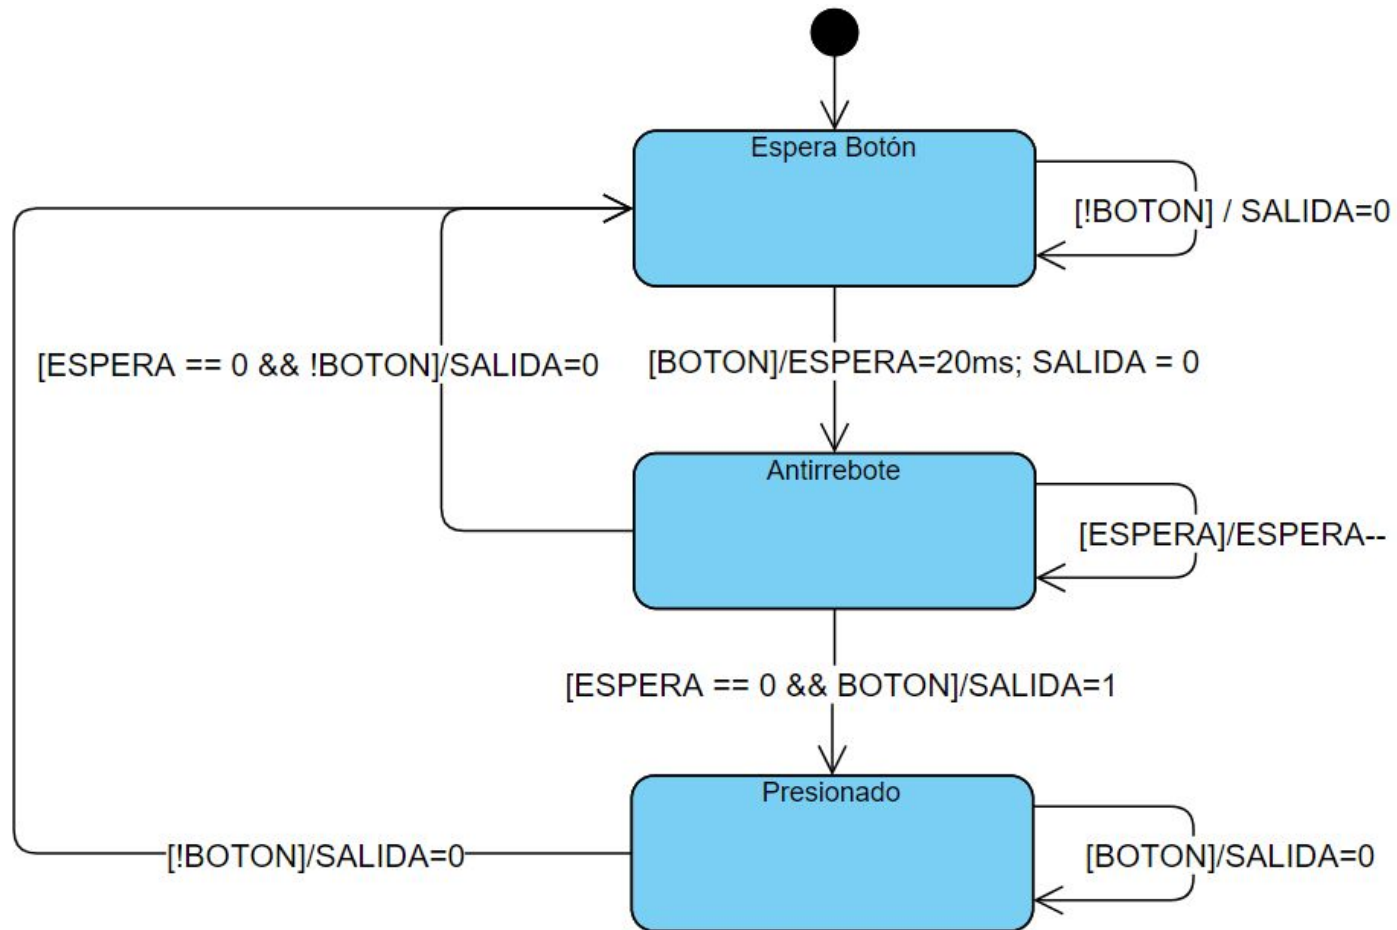 Espera Botón
[!BOTON] / SALIDA=0
[ESPERA == 0 && !BOTON]/SALIDA=0
[BOTON]/ESPERA=20ms; SALIDA = 0
Antirrebote
[ESPERA]/ESPERA--
[ESPERA == 0 && BOTON]/SALIDA=1
Presionado
[!BOTON]/SALIDA=0
[BOTON]/SALIDA=0